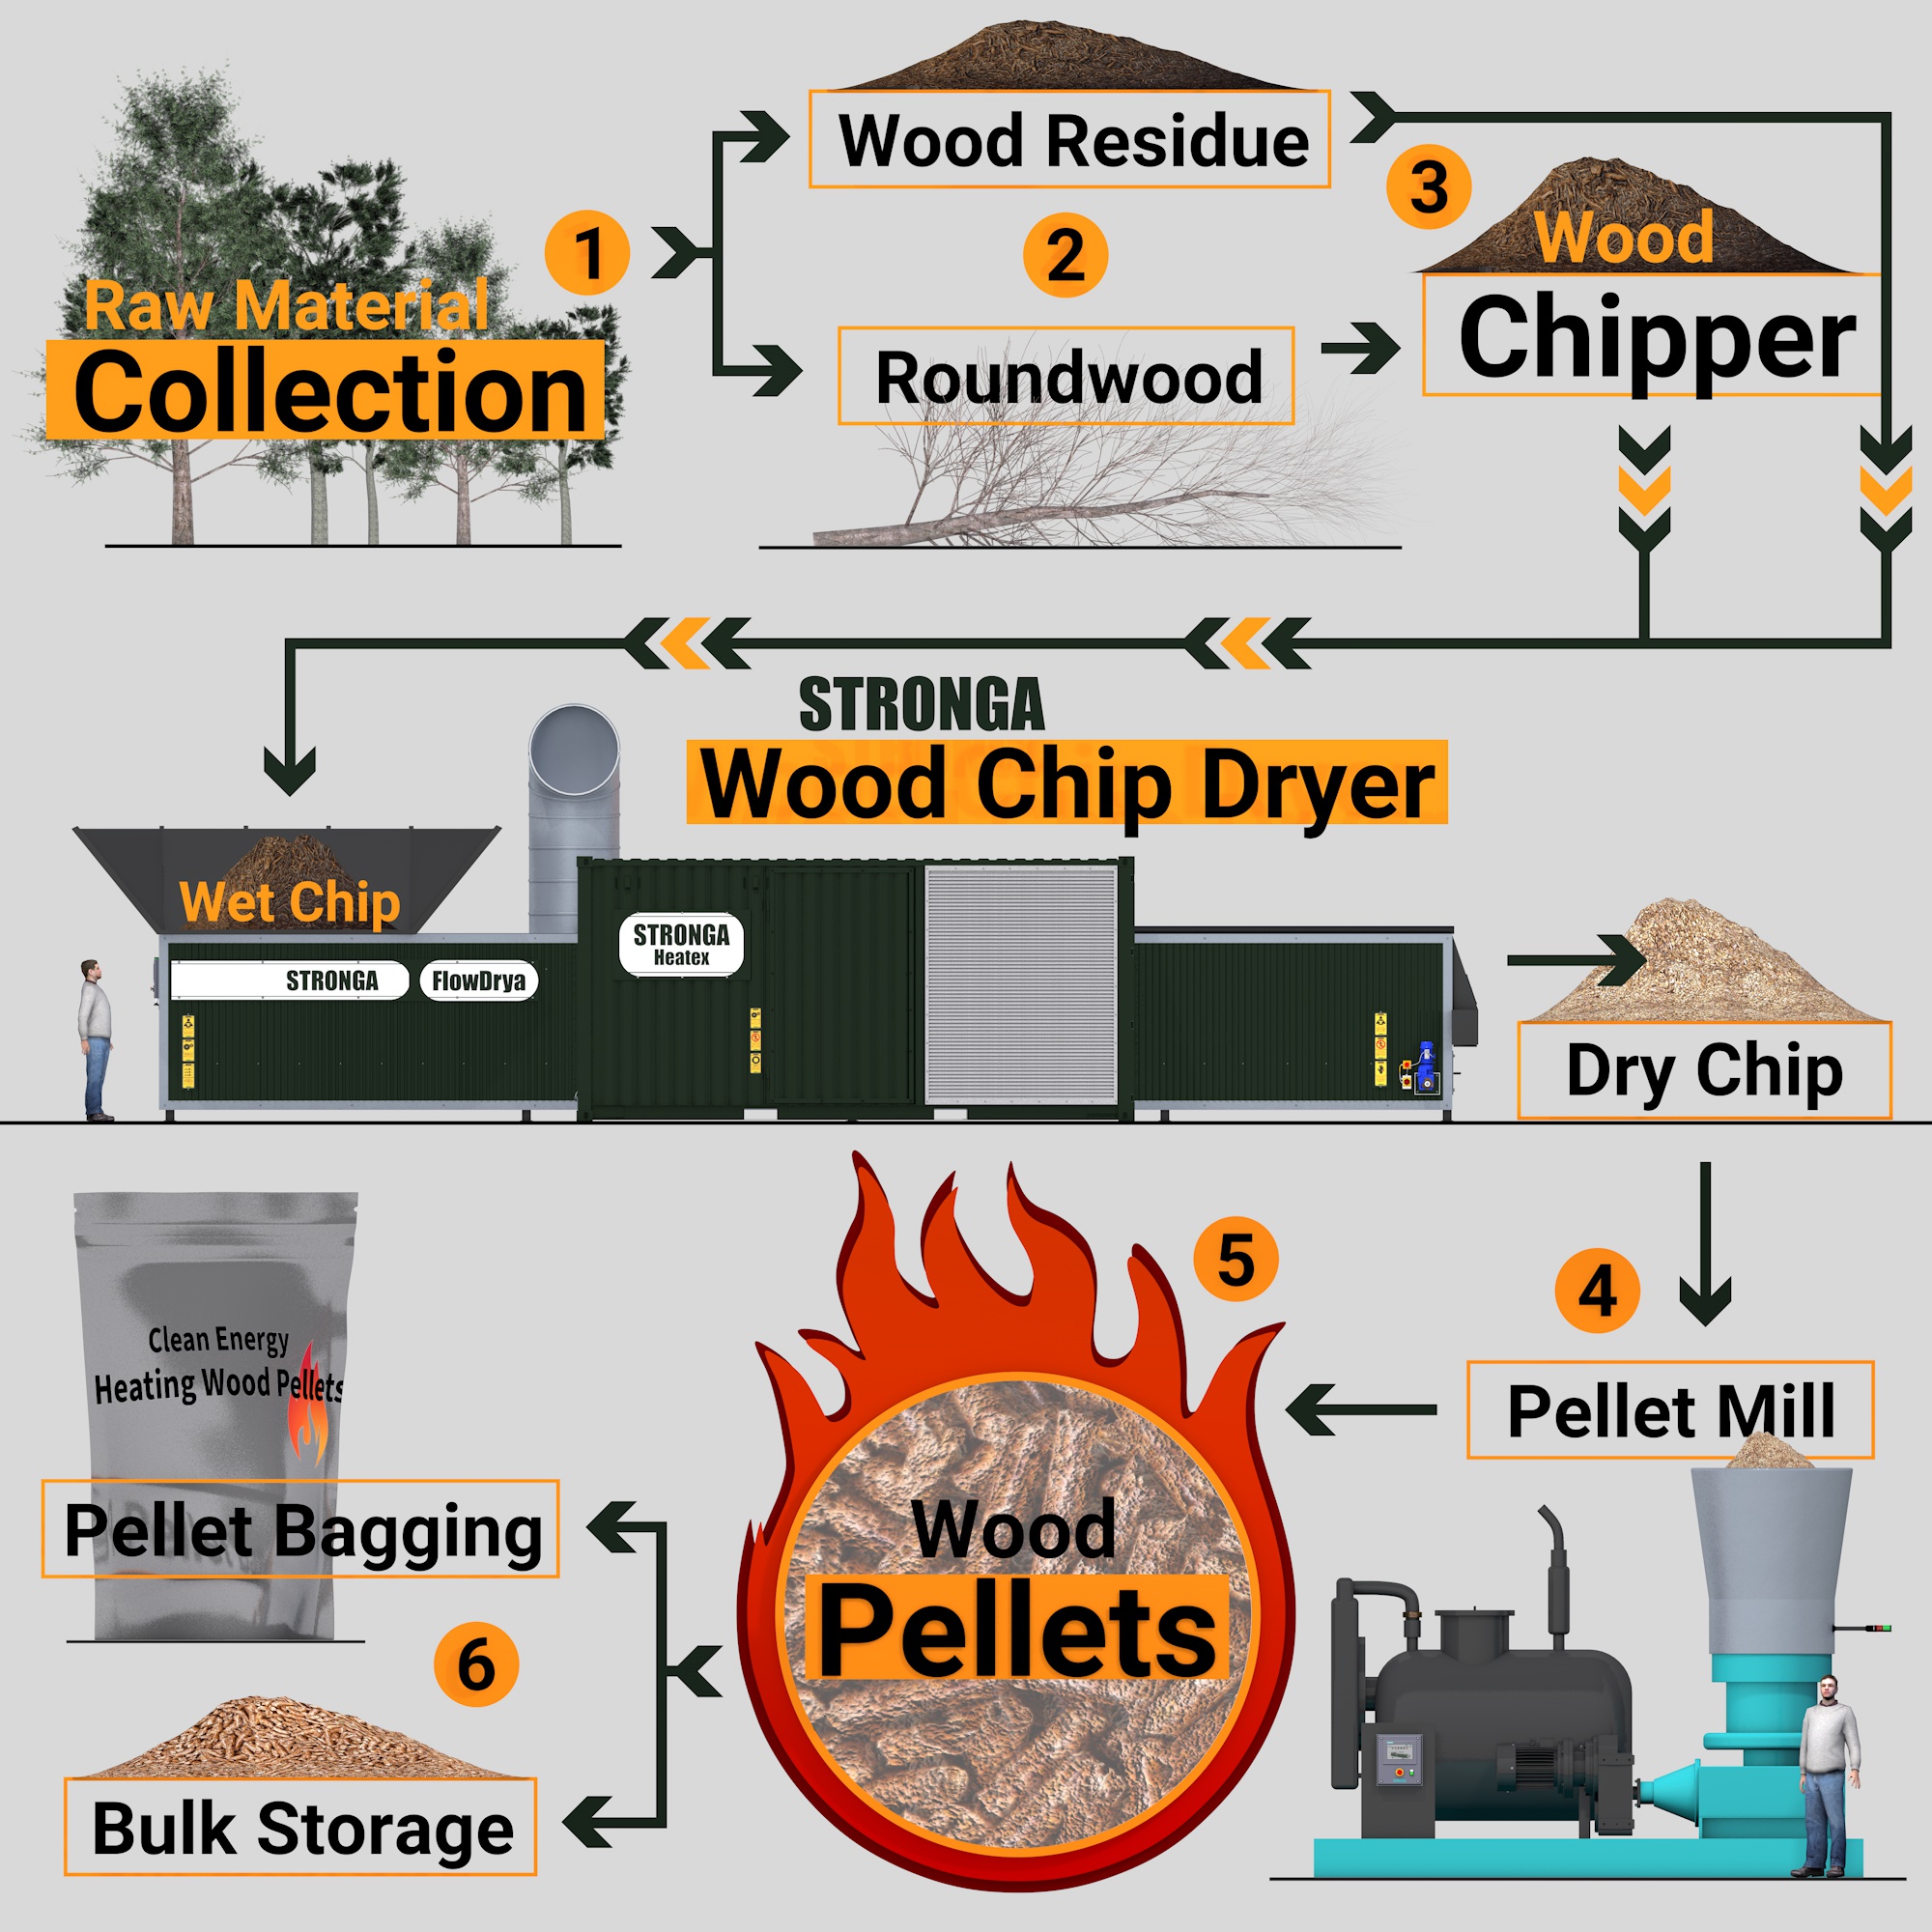 Wood Residue
1
2
3
Wood
Chipper
Raw Material
Collection
Roundwood
STRONGA
Wood Chip Dryer
Wet Chip
STRONGA
Heatex
STRONGA
FlowDrya
Dry Chip
Clean Energy
Heating Wood Pellets
5
4
Pellet Mill
Pellet Bagging
Wood
Pellets
6
Bulk Storage